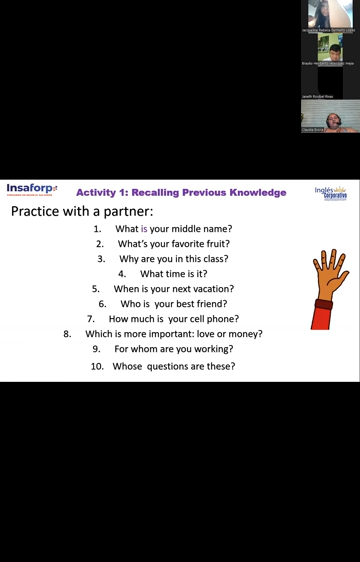 Insaforp
Activity 1: Recalling Previous Knowledge
Inglés
corporativo
Practice with a partner:
1. What is your middle name?
2. What's your favorite fruit?
3. Why are you in this class?
4. What time is it?
5. When is your next vacation?
6. Who is your best friend?
7. How much is your cell phone?
8. Which is more important: love or money?
9. For whom are you working?
10. Whose questions are these?